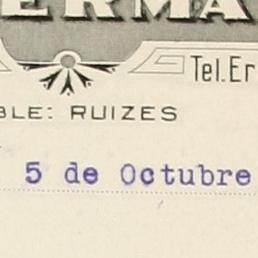 ERMA
Tel. Er
BLE: RUIZES
5 de Octubre